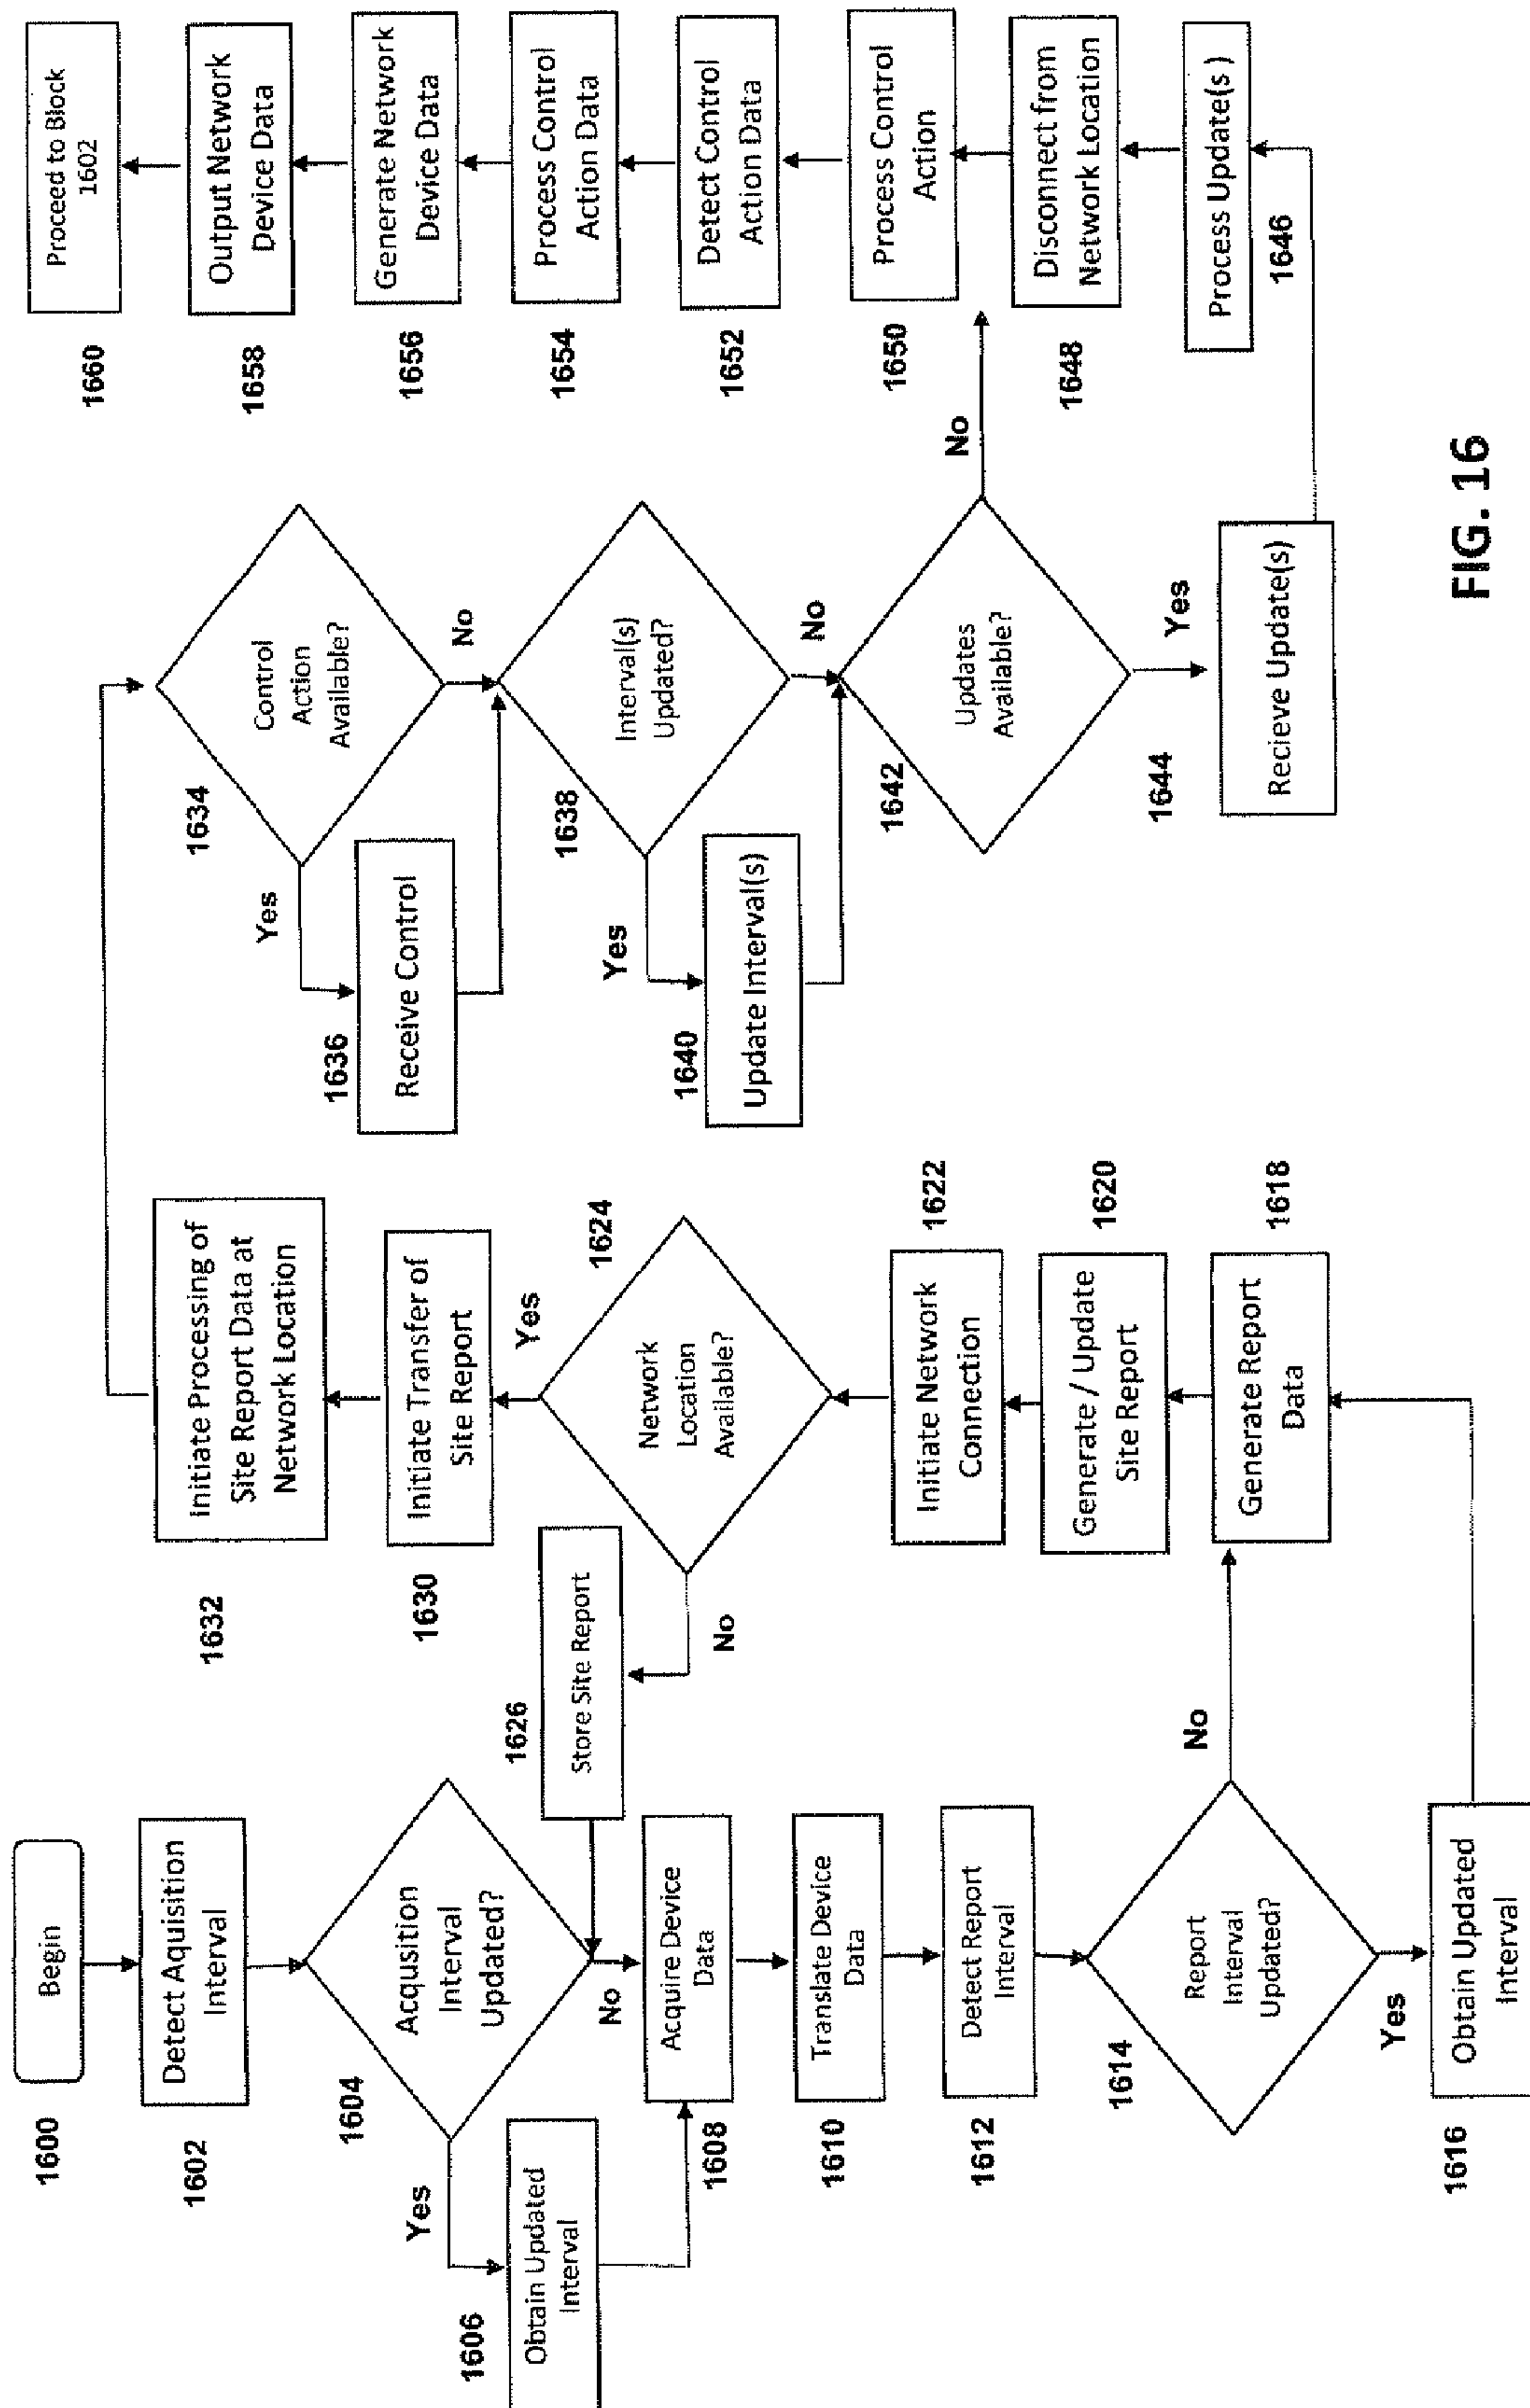 1600
Begin
1602
Detect Aquisition
Interval
1604
Acqusition
Interval
Updated?
Yes
No
1606
Obtain Updated
Interval
1608
Acquire Device
Data
1610
Translate Device
Data
1612
Detect Report
Interval
1614
Report
Interval
Updated?
No
Yes
1616
Obtain Updated
Interval
1618
Generate Report
Data
1620
Generate / Update
Site Report
1622
Initiate Network
Connection
1624
Network
Location
Available?
Yes
No
1626
Store Site Report
1630
Initiate Transfer of
Site Report
1632
Initiate Processing of
Site Report Data at
Network Location
1634
Control
Action
Available?
Yes
No
1636
Receive Control
1638
Interval(s)
Updated?
Yes
No
1640
Update Interval(s)
1642
Updates
Available?
No
Yes
1644
Recieve Update(s)
1646
Process Update(s )
1648
Disconnect from
Network Location
1650
Process Control
Action
1652
Detect Control
Action Data
1654
Process Control
Action Data
1656
Generate Network
Device Data
1658
Output Network
Device Data
1660
Proceed to Block
1602
FIG. 16